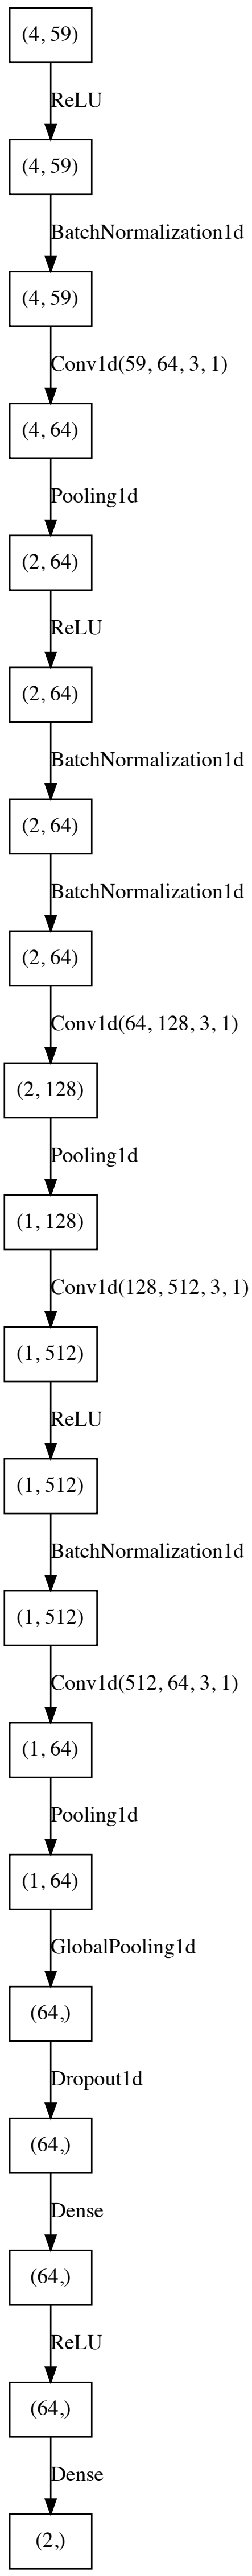 (4, 59)
ReLU
(4, 59)
BatchNormalization1d
(4, 59)
Conv1d(59, 64, 3, 1)
(4, 64)
Pooling1d
(2, 64)
ReLU
(2, 64)
BatchNormalization1d
(2, 64)
BatchNormalization1d
(2, 64)
Conv1d(64, 128, 3, 1)
(2, 128)
Pooling1d
(1, 128)
Conv1d(128, 512, 3, 1)
(1, 512)
ReLU
(1, 512)
BatchNormalization1d
(1, 512)
Conv1d(512, 64, 3, 1)
(1, 64)
Pooling1d
(1, 64)
GlobalPooling1d
(64,)
Dropout1d
(64,)
Dense
(64,)
ReLU
(64,)
Dense
(2,)